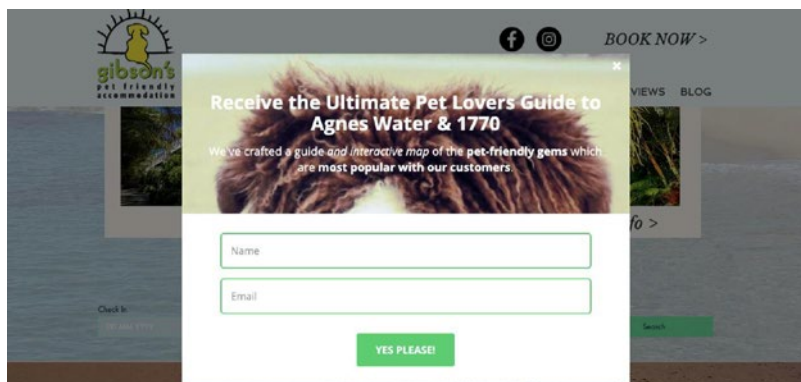 BOOK NOW >
gibson's
pet friendly
accommodation
VIEWS BLOG
Receive the Ultimate Pet Lovers Guide to
Agnes Water & 1770
We've crafted a guide and interactive map of the pet-friendly gems which
are most popular with our customers.
fo >
Name
Email
Check In
Search
YES PLEASE!